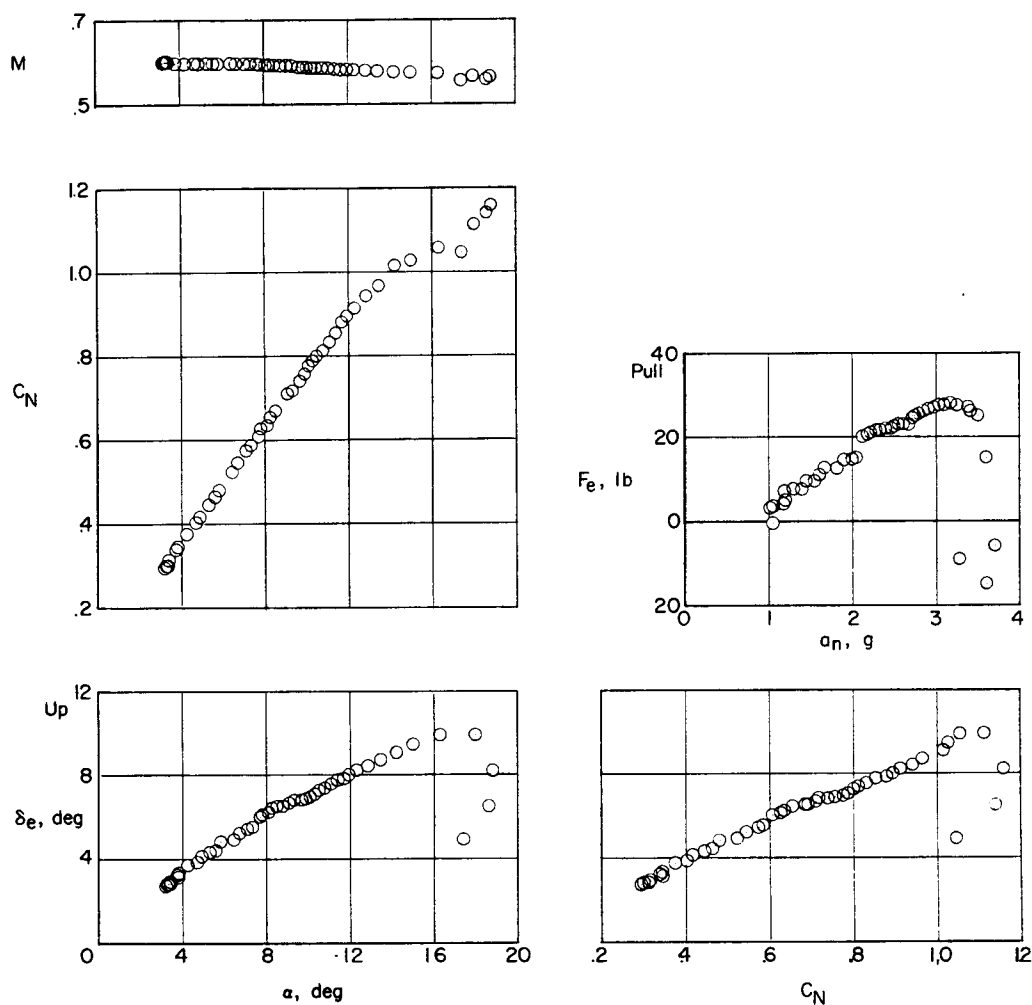 .7
M
.5
1.2
1.0
.8
C_N
.6
.4
.2
40
Pull
20
F_e, lb
0
20
0 1 2 3 4
a_n, g
12
Up
8
δ_e, deg
4
0
0 4 8 12 16 20
α, deg
.2 .4 .6 .8 1.0 1.2
C_N